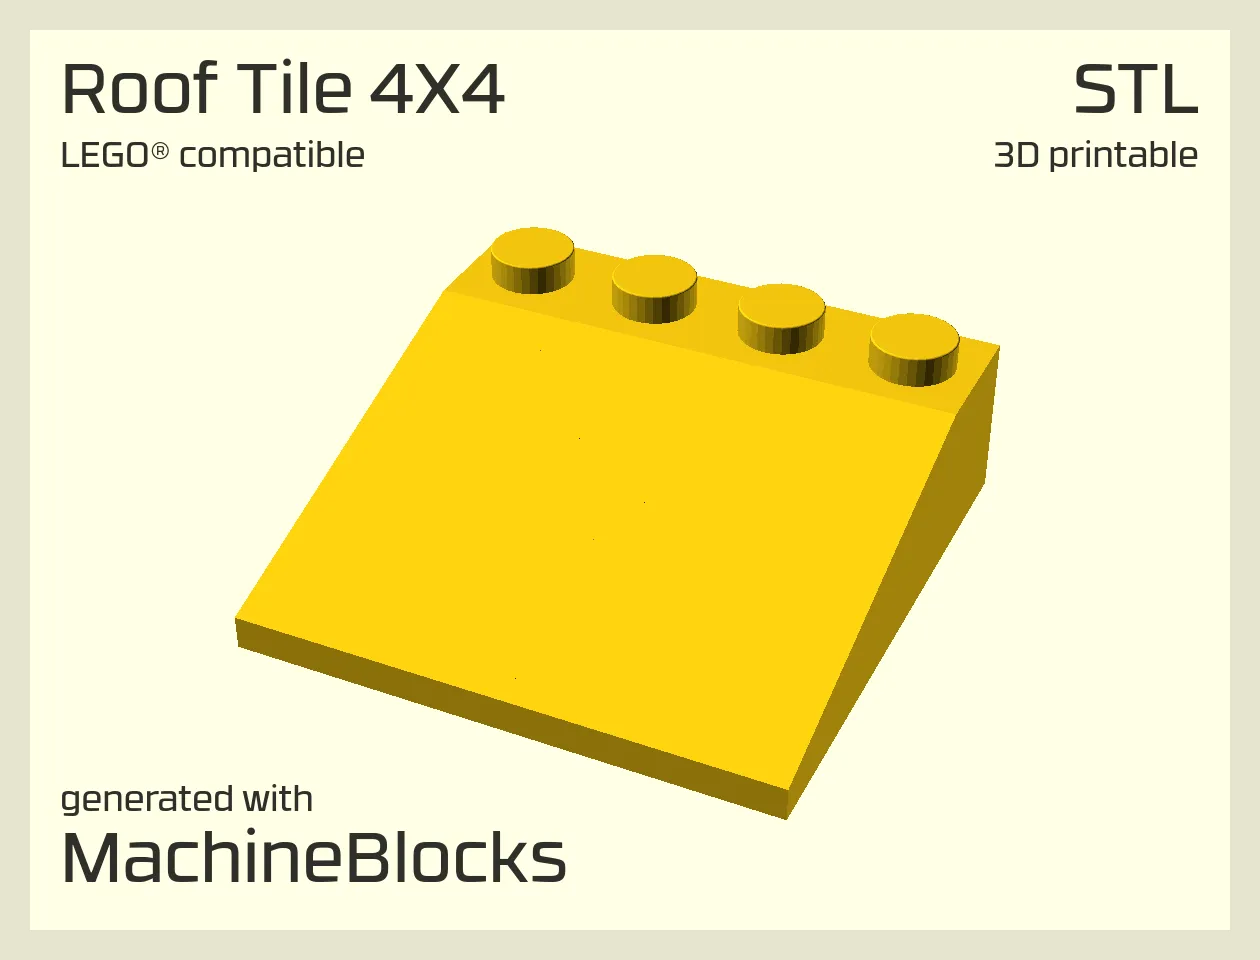 Roof Tile 4X4
LEGO® compatible
STL
3D printable
generated with
MachineBlocks